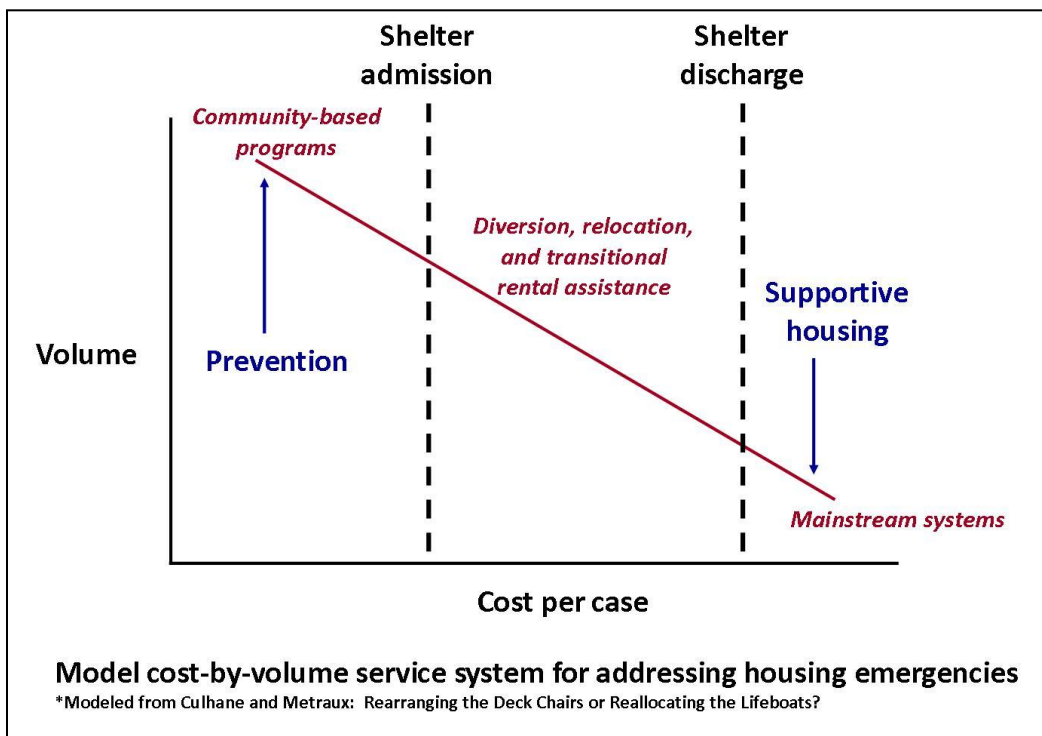 Shelter
admission
Shelter
discharge
Community-based
programs
Diversion, relocation,
and transitional
rental assistance
Supportive
housing
Volume
Prevention
Mainstream systems
Cost per case
Model cost-by-volume service system for addressing housing emergencies
*Modeled from Culhane and Metraux:  Rearranging the Deck Chairs or Reallocating the Lifeboats?